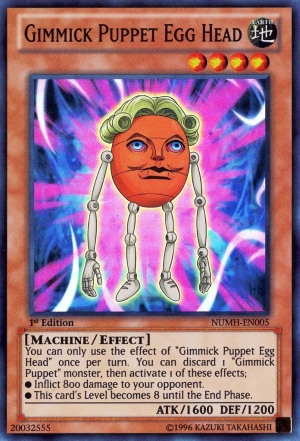 GIMMICK PUPPET EGG HEAD
EARTH
地
1st Edition
NUMH-EN005
[MACHINE/EFFECT]
You can only use the effect of "Gimmick Puppet Egg
Head" once per turn. You can discard 1 "Gimmick
Puppet" monster, then activate 1 of these effects;
● Inflict 800 damage to your opponent.
● This card's Level becomes 8 until the End Phase.
ATK/1600 DEF/1200
20032555
©1996 KAZUKI TAKAHASHI